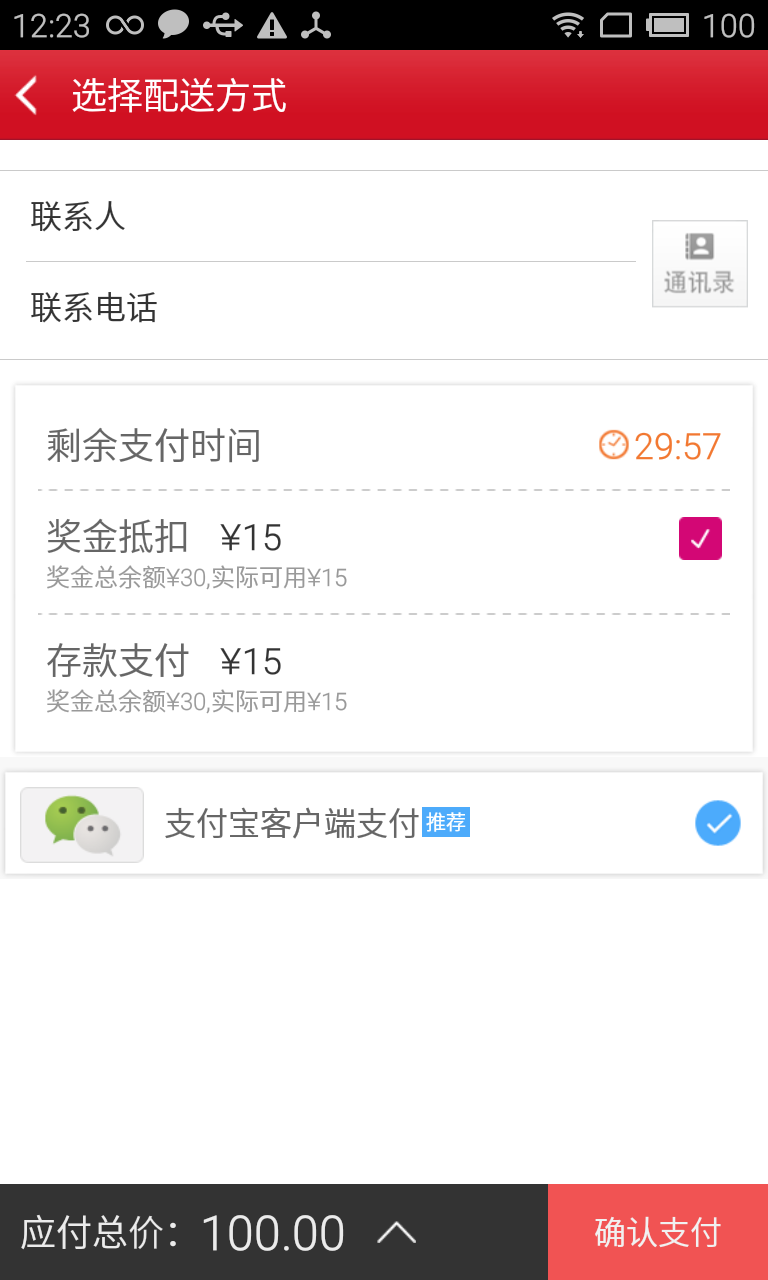 12:23 100
选择配送方式
联系人
联系电话
通讯录
剩余支付时间 29:57
奖金抵扣 ¥15
奖金总余额¥30,实际可用¥15
存款支付 ¥15
奖金总余额¥30,实际可用¥15
支付宝客户端支付 推荐
应付总价：100.00 确认支付